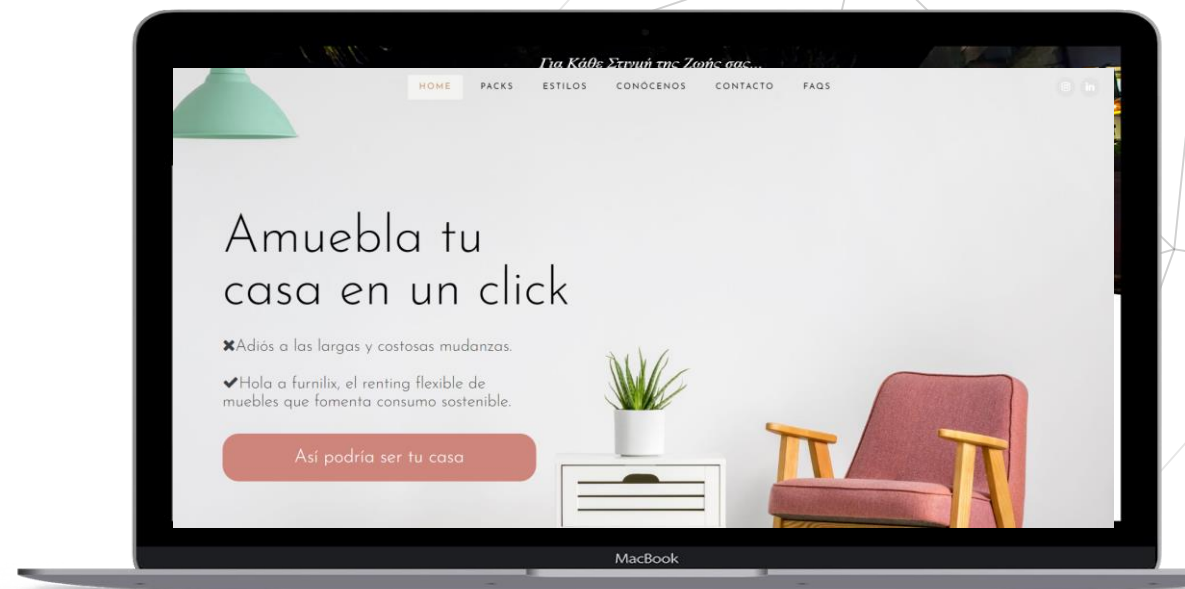 Για Κάθε Στιγμή της Ζωής σας...
HOME PACKS ESTILOS CONÓCENOS CONTACTO FAQS
in
Amuebla tu
casa en un click
✖Adiós a las largas y costosas mudanzas.
✔Hola a furnilix, el renting flexible de
muebles que fomenta consumo sostenible.
Así podría ser tu casa
MacBook